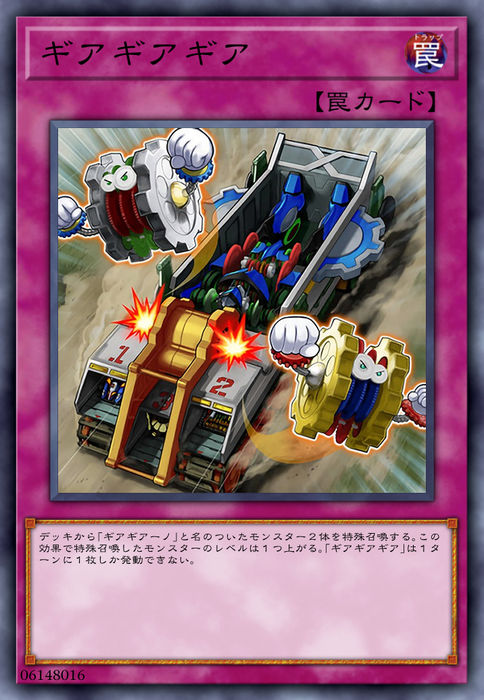 ギアギアギア
トラップ
罠
【罠カード】
1
3
2
デッキから「ギアギアーノ」と名のついたモンスター2体を特殊召喚する。この
効果で特殊召喚したモンスターのレベルは1つ上がる。「ギアギアギア」は1タ
ーンに1枚しか発動できない。
06148016